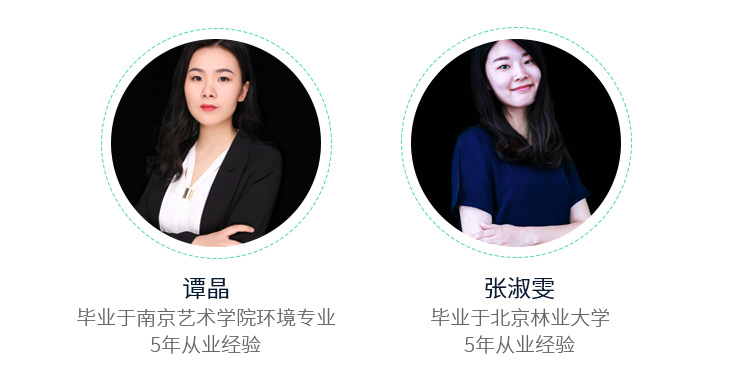 谭晶
张淑雯
毕业于南京艺术学院环境专业
毕业于北京林业大学
5年从业经验
5年从业经验